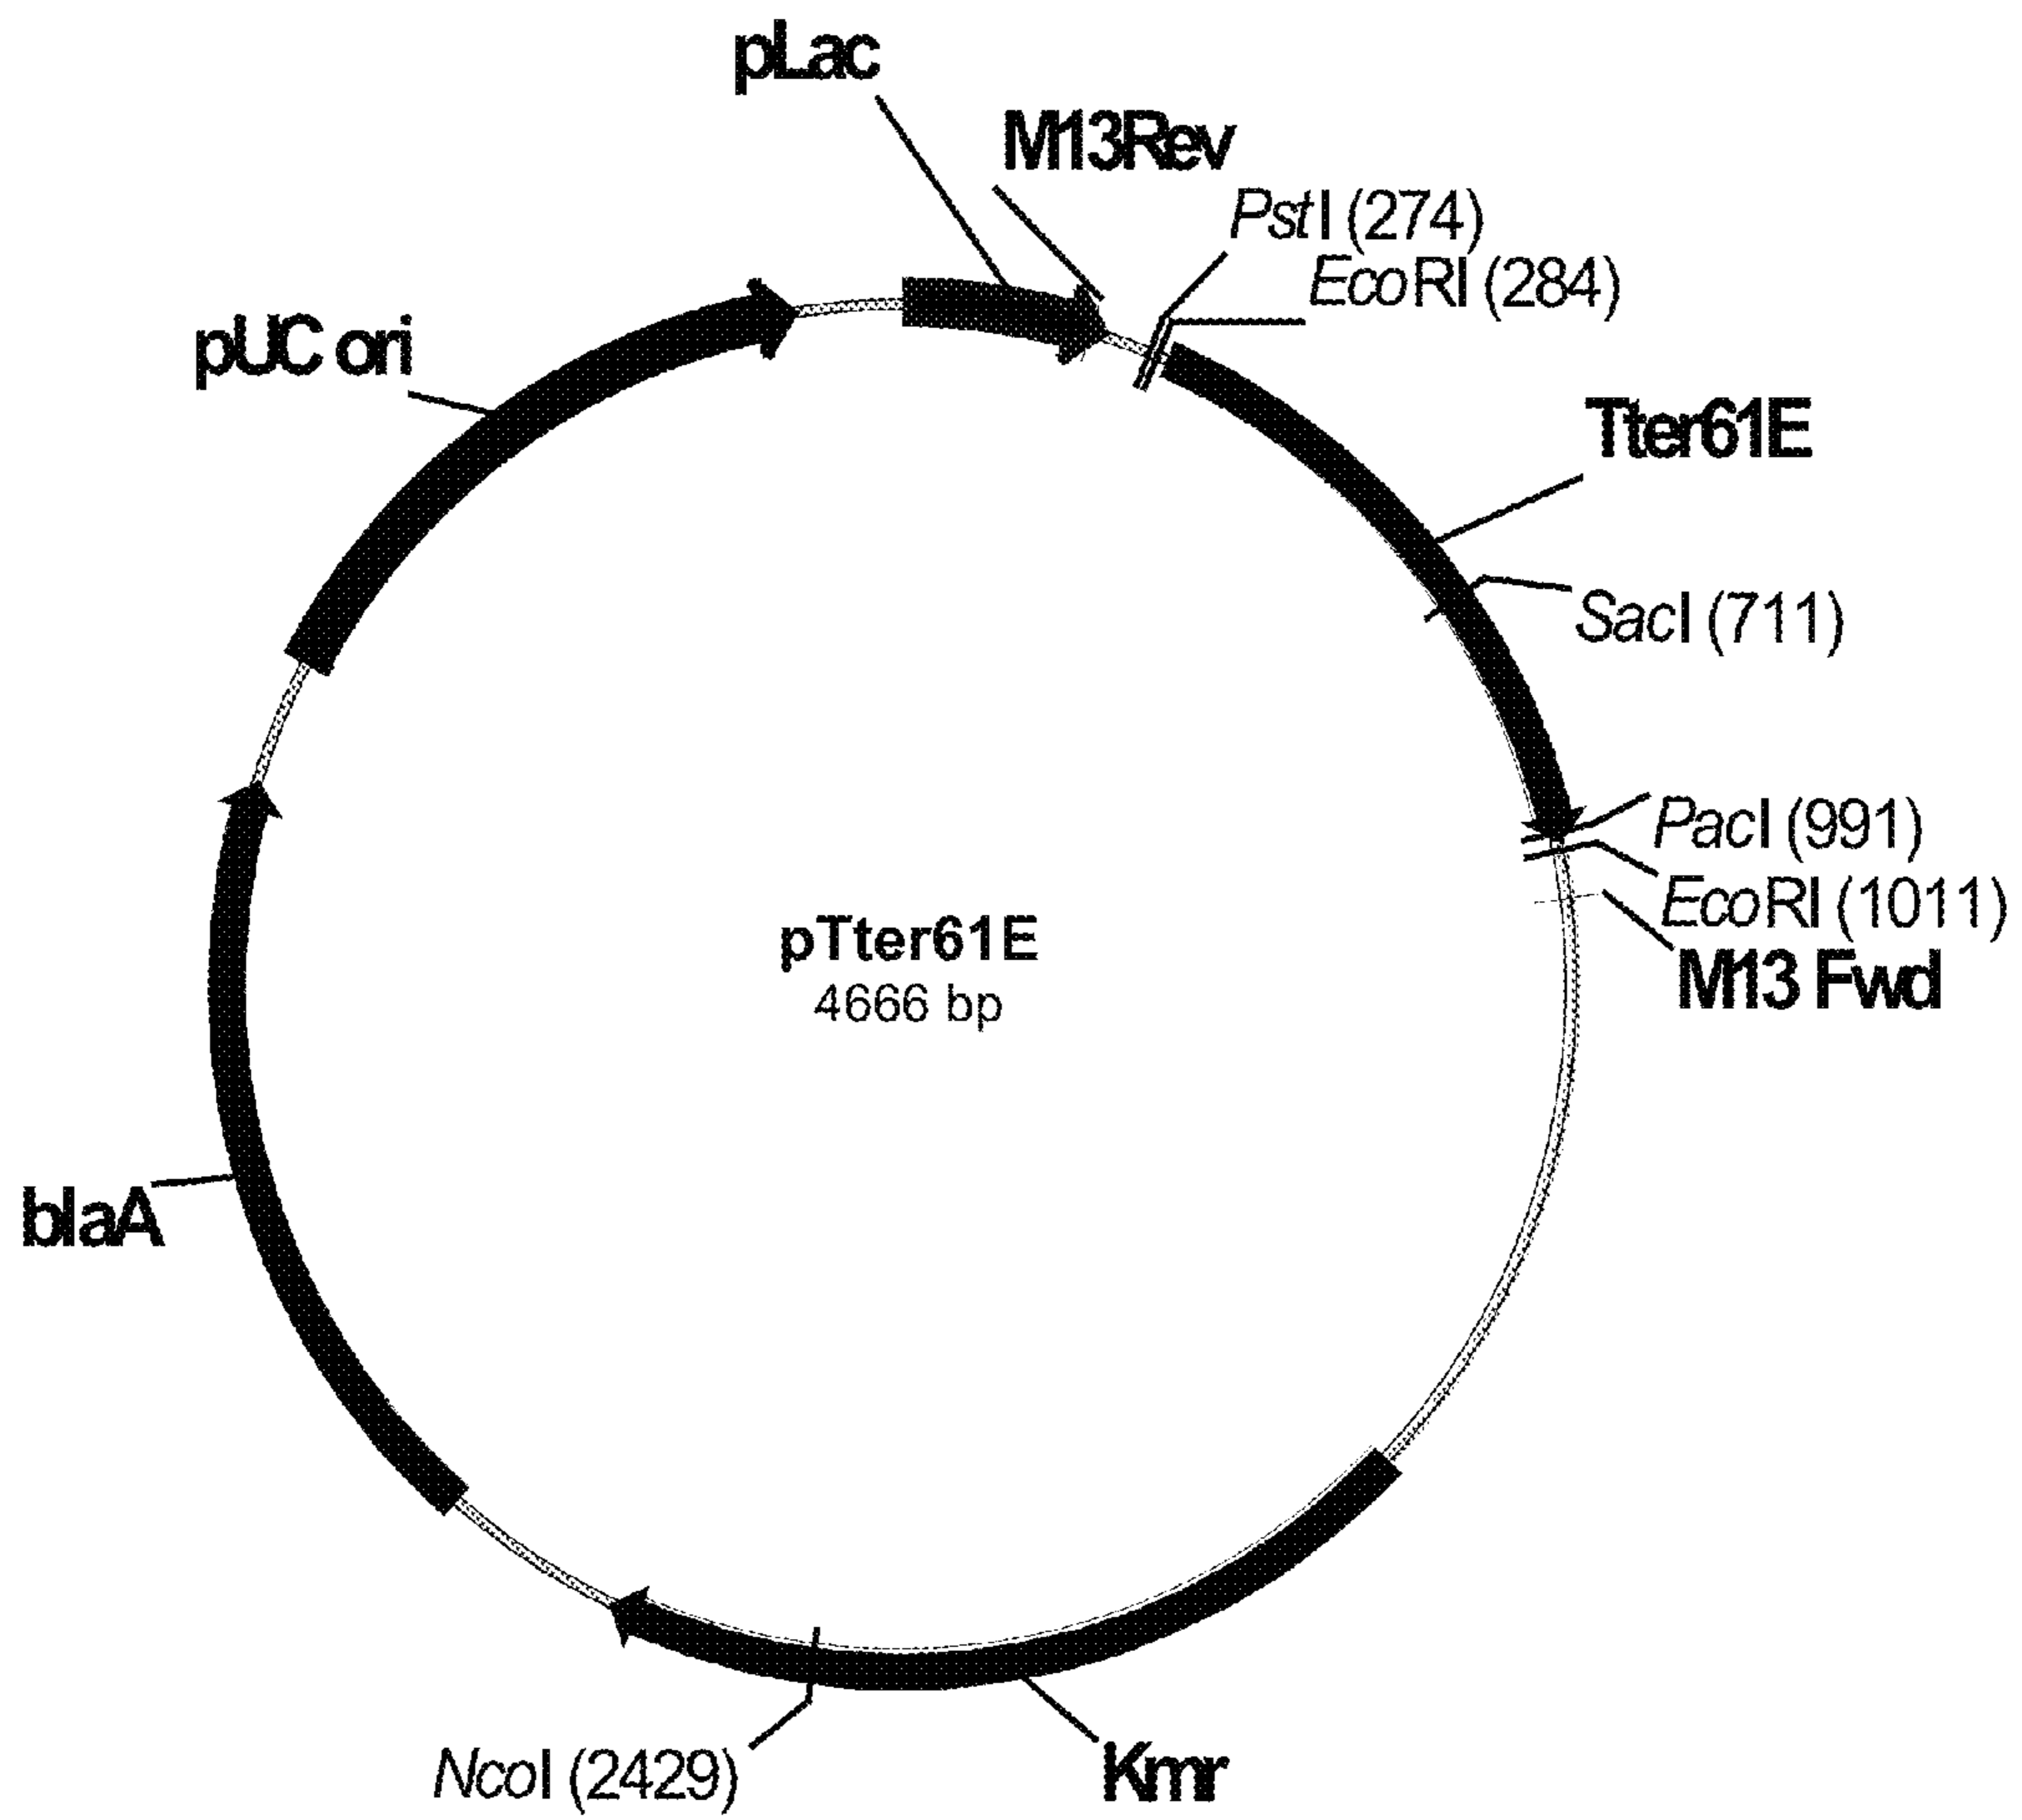 pLac
M13Rev
PstI (274)
EcoRI (284)
pUC ori
Tter61E
SacI (711)
PacI (991)
EcoRI (1011)
M13 Fwd
pTter61E
4666 bp
blaA
NcoI (2429)
Kmr